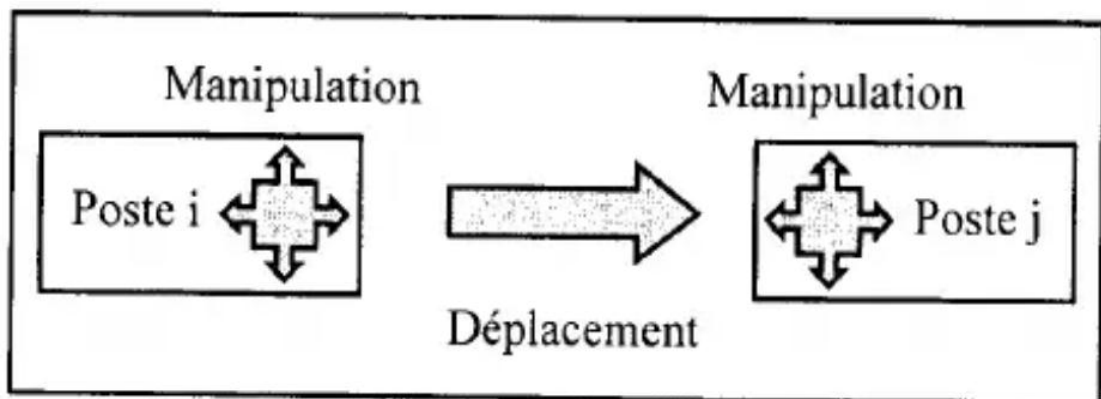 Manipulation
Manipulation
Poste i
Poste j
Déplacement